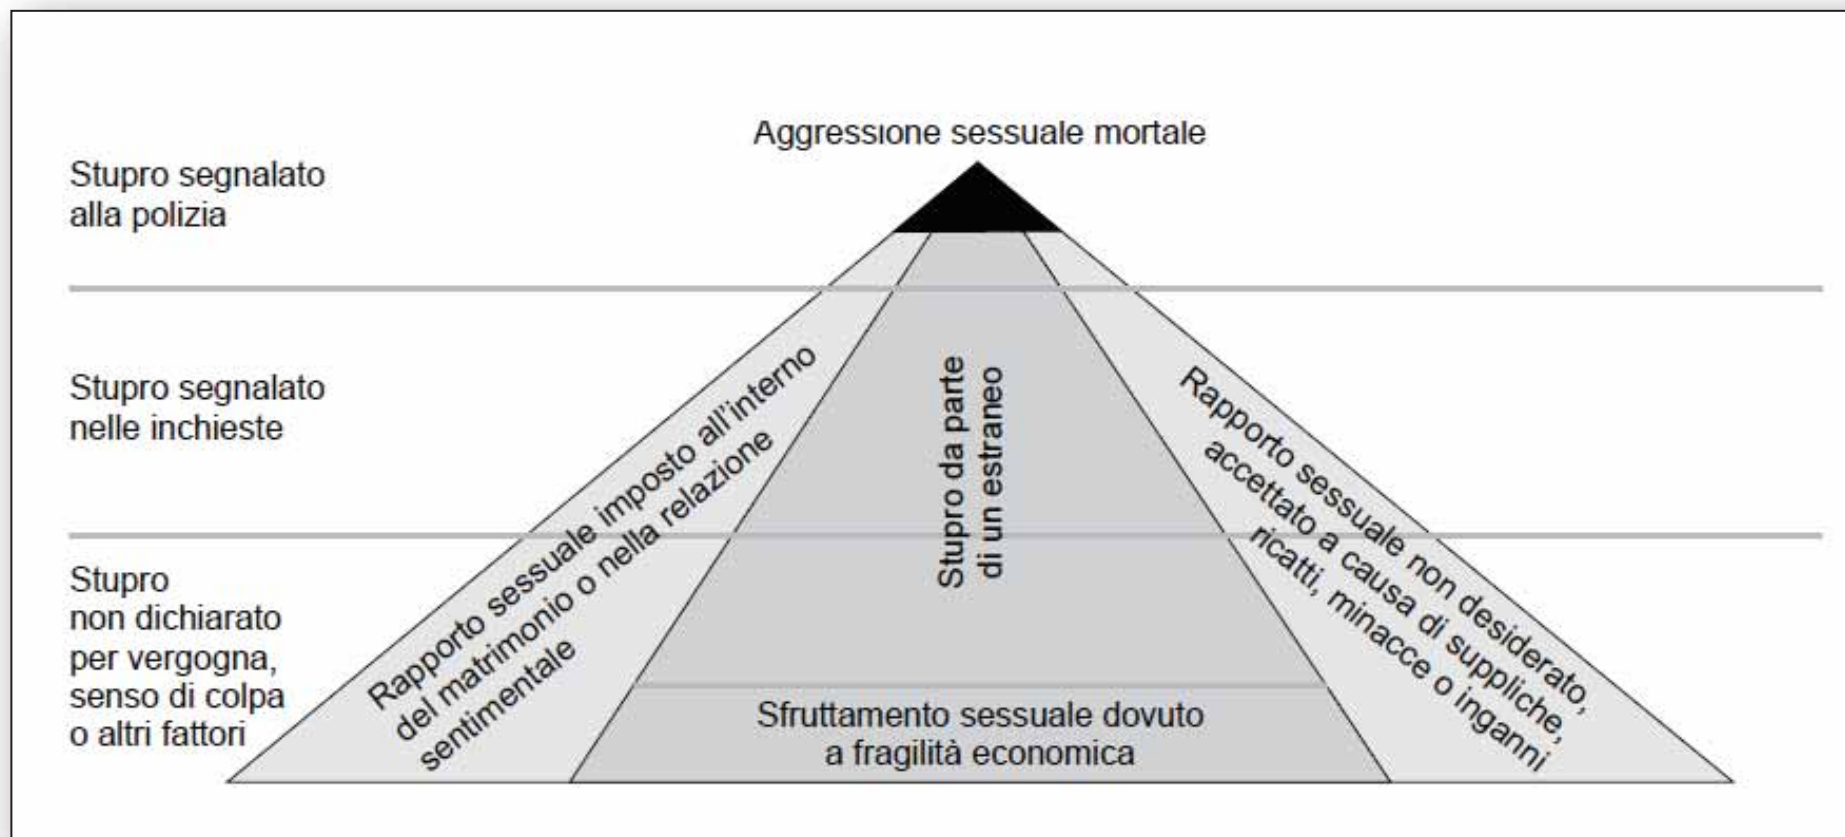 Aggressione sessuale mortale
Stupro segnalato
alla polizia
Stupro segnalato
nelle inchieste
Stupro
non dichiarato
per vergogna,
senso di colpa
o altri fattori
Rapporto sessuale imposto all'interno
del matrimonio o nella relazione
sentimentale
Stupro da parte
di un estraneo
Rapporto sessuale non desiderato,
accettato a causa di suppliche,
ricatti, minacce o inganni
Sfruttamento sessuale dovuto
a fragilità economica